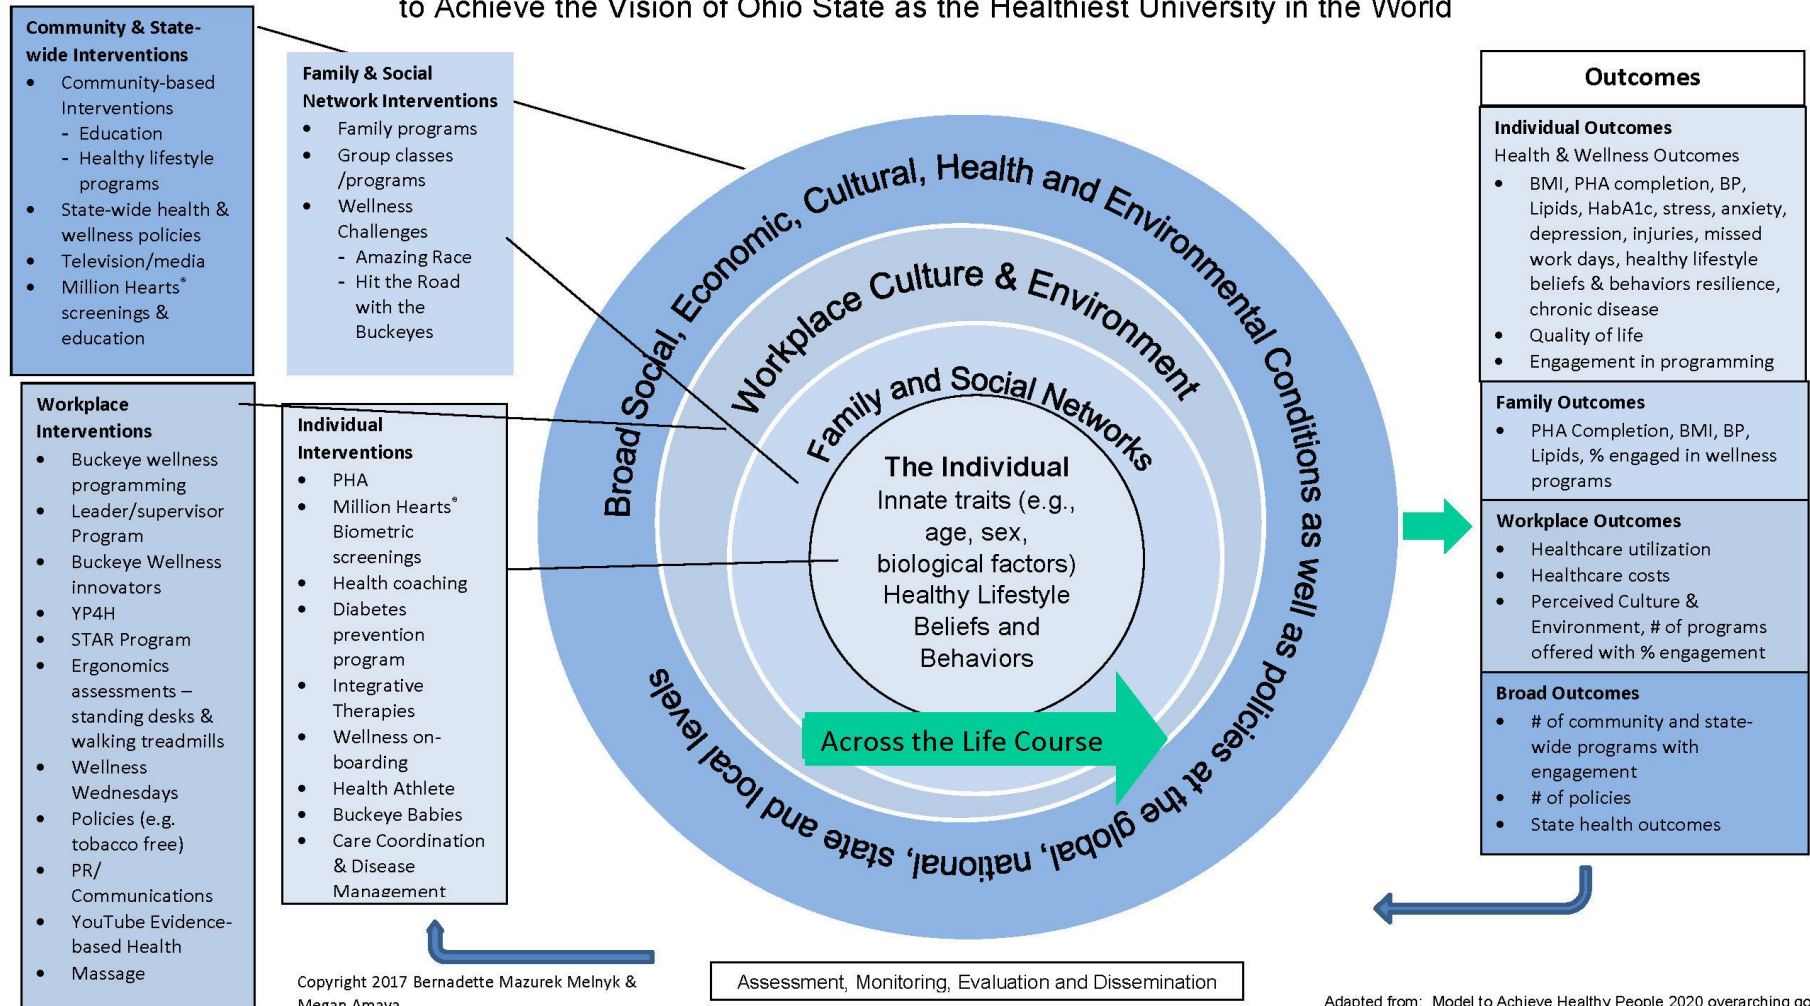 to Achieve the Vision of Ohio State as the Healthiest University in the World
Community & State-
wide Interventions
• Community-based
Interventions
- Education
- Healthy lifestyle
programs
• State-wide health &
wellness policies
• Television/media
• Million Hearts®
screenings &
education
Family & Social
Network Interventions
• Family programs
• Group classes
/programs
• Wellness
Challenges
- Amazing Race
- Hit the Road
with the
Buckeyes
Workplace
Interventions
• Buckeye wellness
programming
• Leader/supervisor
Program
• Buckeye Wellness
innovators
• YP4H
• STAR Program
• Ergonomics
assessments –
standing desks &
walking treadmills
• Wellness
Wednesdays
• Policies (e.g.
tobacco free)
• PR/
Communications
• YouTube Evidence-
based Health
• Massage
Individual
Interventions
• PHA
• Million Hearts®
Biometric
screenings
• Health coaching
• Diabetes
prevention
program
• Integrative
Therapies
• Wellness on-
boarding
• Health Athlete
• Buckeye Babies
• Care Coordination
& Disease
Management
Broad Social, Economic, Cultural, Health and Environmental Conditions as well as policies at the global, national, state and local levels
Workplace Culture & Environment
Family and Social Networks
The Individual
Innate traits (e.g.,
age, sex,
biological factors)
Healthy Lifestyle
Beliefs and
Behaviors
Across the Life Course
Outcomes
Individual Outcomes
Health & Wellness Outcomes
• BMI, PHA completion, BP,
Lipids, HabA1c, stress, anxiety,
depression, injuries, missed
work days, healthy lifestyle
beliefs & behaviors resilience,
chronic disease
• Quality of life
• Engagement in programming
Family Outcomes
• PHA Completion, BMI, BP,
Lipids, % engaged in wellness
programs
Workplace Outcomes
• Healthcare utilization
• Healthcare costs
• Perceived Culture &
Environment, # of programs
offered with % engagement
Broad Outcomes
• # of community and state-
wide programs with
engagement
• # of policies
• State health outcomes
Copyright 2017 Bernadette Mazurek Melnyk &
Megan Amaya
Assessment, Monitoring, Evaluation and Dissemination
Adapted from: Model to Achieve Healthy People 2020 overarching